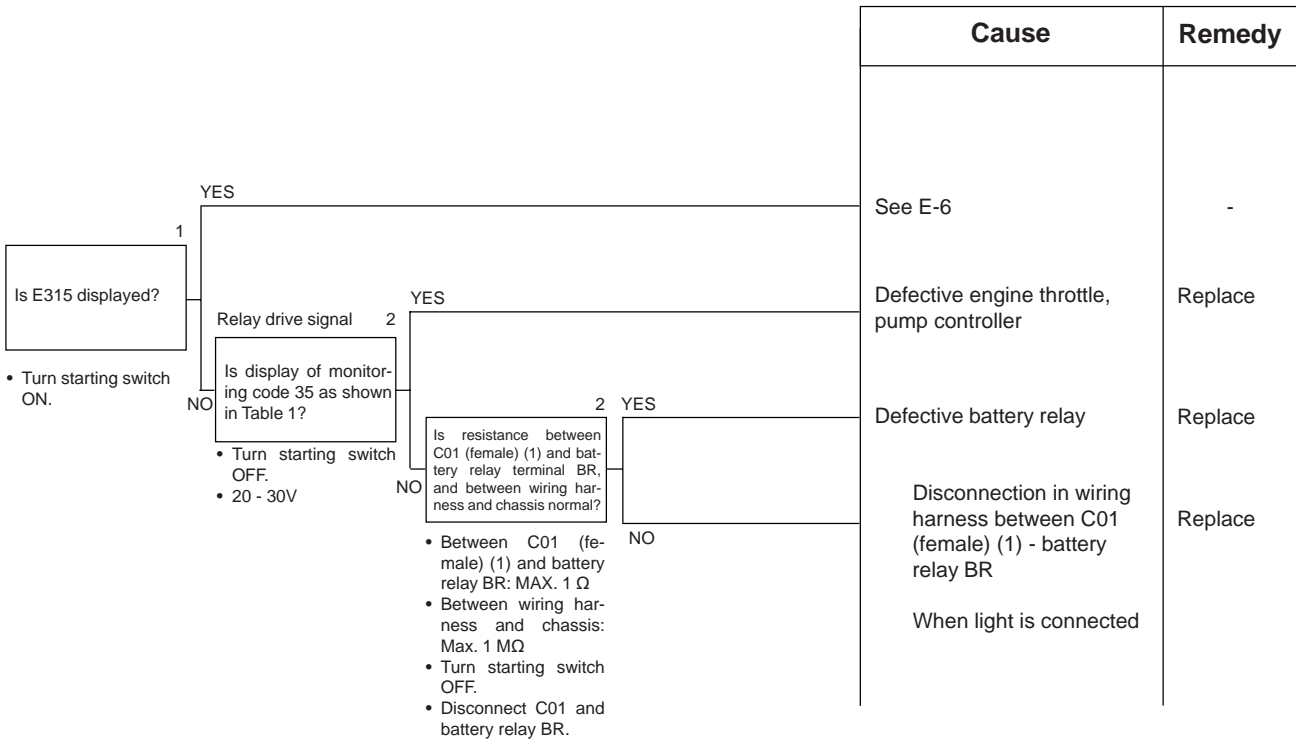 Cause
Remedy
YES
See E-6
-
1
Is E315 displayed?
• Turn starting switch
ON.
NO
Relay drive signal
2
YES
Defective engine throttle,
pump controller
Replace
Is display of monitor-
ing code 35 as shown
in Table 1?
• Turn starting switch
OFF.
• 20 - 30V
NO
2
YES
Defective battery relay
Replace
Is resistance between
C01 (female) (1) and bat-
tery relay terminal BR,
and between wiring har-
ness and chassis normal?
NO
Disconnection in wiring
harness between C01
(female) (1) - battery
relay BR
Replace
When light is connected
• Between C01 (fe-
male) (1) and battery
relay BR: MAX. 1 Ω
• Between wiring har-
ness and chassis:
Max. 1 MΩ
• Turn starting switch
OFF.
• Disconnect C01 and
battery relay BR.